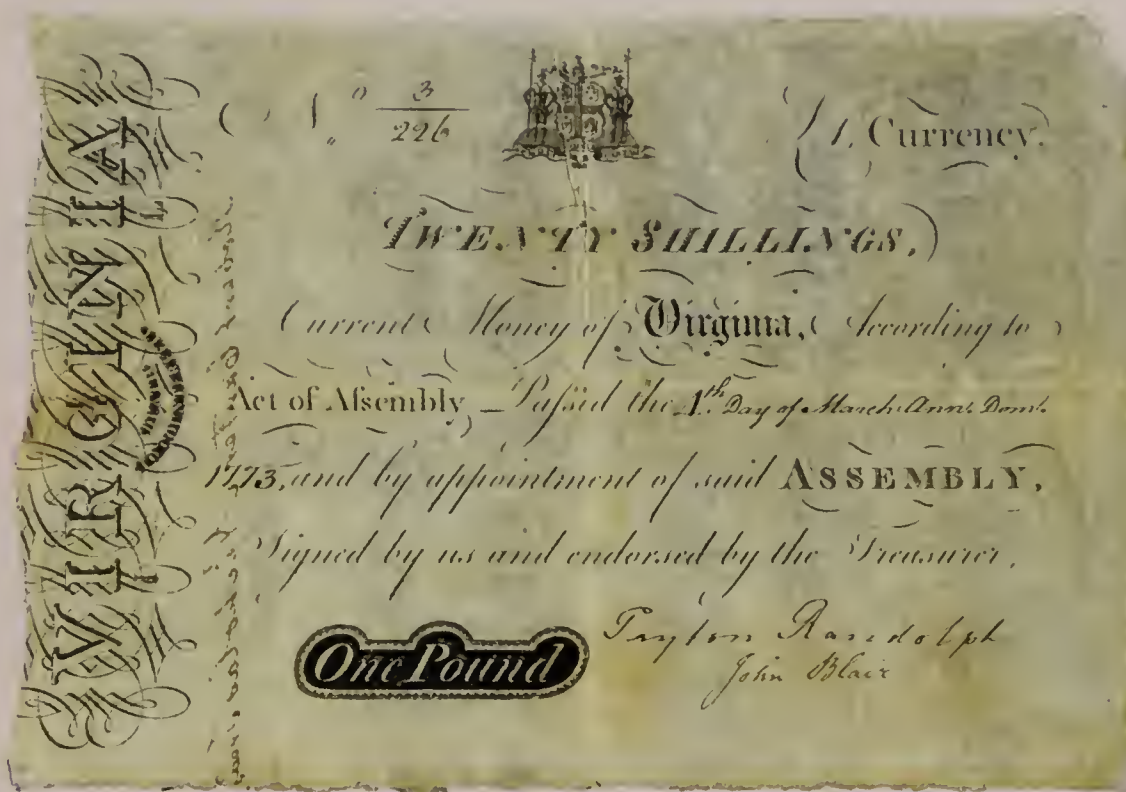 N.º 3
226
1, Currency.
TWENTY SHILLINGS,
Current Money of Virginia, According to
Act of Aſsembly, Paſsed the 4th. Day of March Anno. Domi.
1773, and by appointment of said ASSEMBLY,
Signed by us and endorsed by the Treasurer.
One Pound
Peyton Randolph
John Blair
VIRGINIA